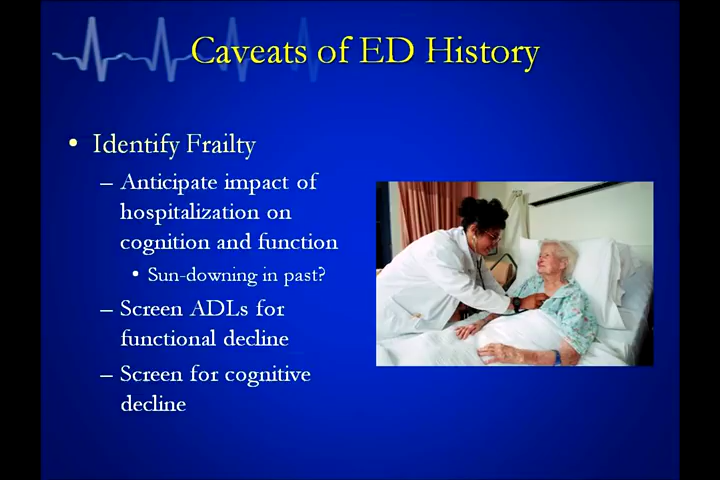 Caveats of ED History
• Identify Frailty
– Anticipate impact of
hospitalization on
cognition and function
• Sun-downing in past?
– Screen ADLs for
functional decline
– Screen for cognitive
decline